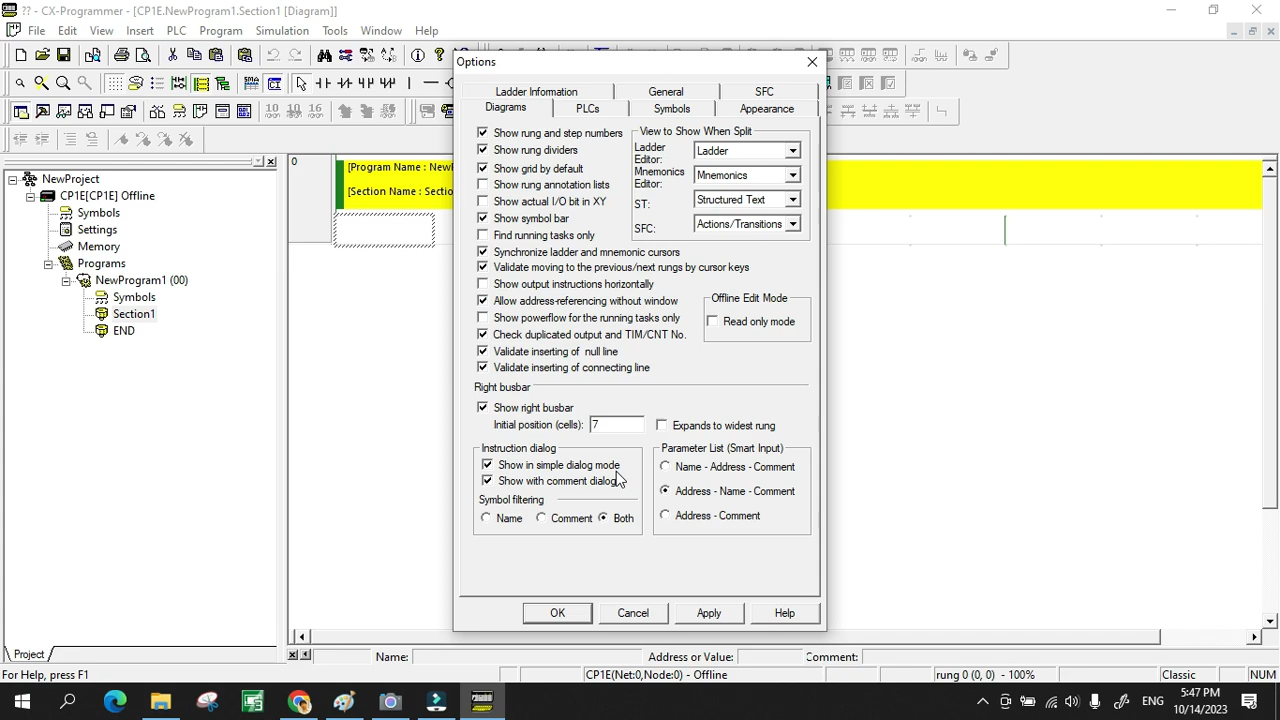 ?? - CX-Programmer - [CP1E.NewProgram1.Section1 [Diagram]]
File Edit View Insert PLC Program Simulation Tools Window Help
NewProject
CP1E[CP1E] Offline
Symbols
Settings
Memory
Programs
NewProgram1 (00)
Symbols
Section1
END
Project
0
[Program Name : NewP
[Section Name : Sectio
Options
Ladder Information General SFC
Diagrams PLCs Symbols Appearance
Show rung and step numbers
Show rung dividers
Show grid by default
Show rung annotation lists
Show actual I/O bit in XY
Show symbol bar
Find running tasks only
Synchronize ladder and mnemonic cursors
Validate moving to the previous/next rungs by cursor keys
Show output instructions horizontally
Allow address-referencing without window
Show powerflow for the running tasks only
Check duplicated output and TIM/CNT No.
Validate inserting of null line
Validate inserting of connecting line
View to Show When Split
Ladder Editor: Ladder
Mnemonics Editor: Mnemonics
ST: Structured Text
SFC: Actions/Transitions
Offline Edit Mode
Read only mode
Right busbar
Show right busbar
Initial position (cells): 7 Expands to widest rung
Instruction dialog
Show in simple dialog mode
Show with comment dialog
Symbol filtering
Name Comment Both
Parameter List (Smart Input)
Name - Address - Comment
Address - Name - Comment
Address - Comment
OK Cancel Apply Help
Name: Address or Value: Comment:
For Help, press F1 CP1E(Net:0,Node:0) - Offline rung 0 (0, 0) - 100% Classic NUM
ENG 5:47 PM
10/14/2023